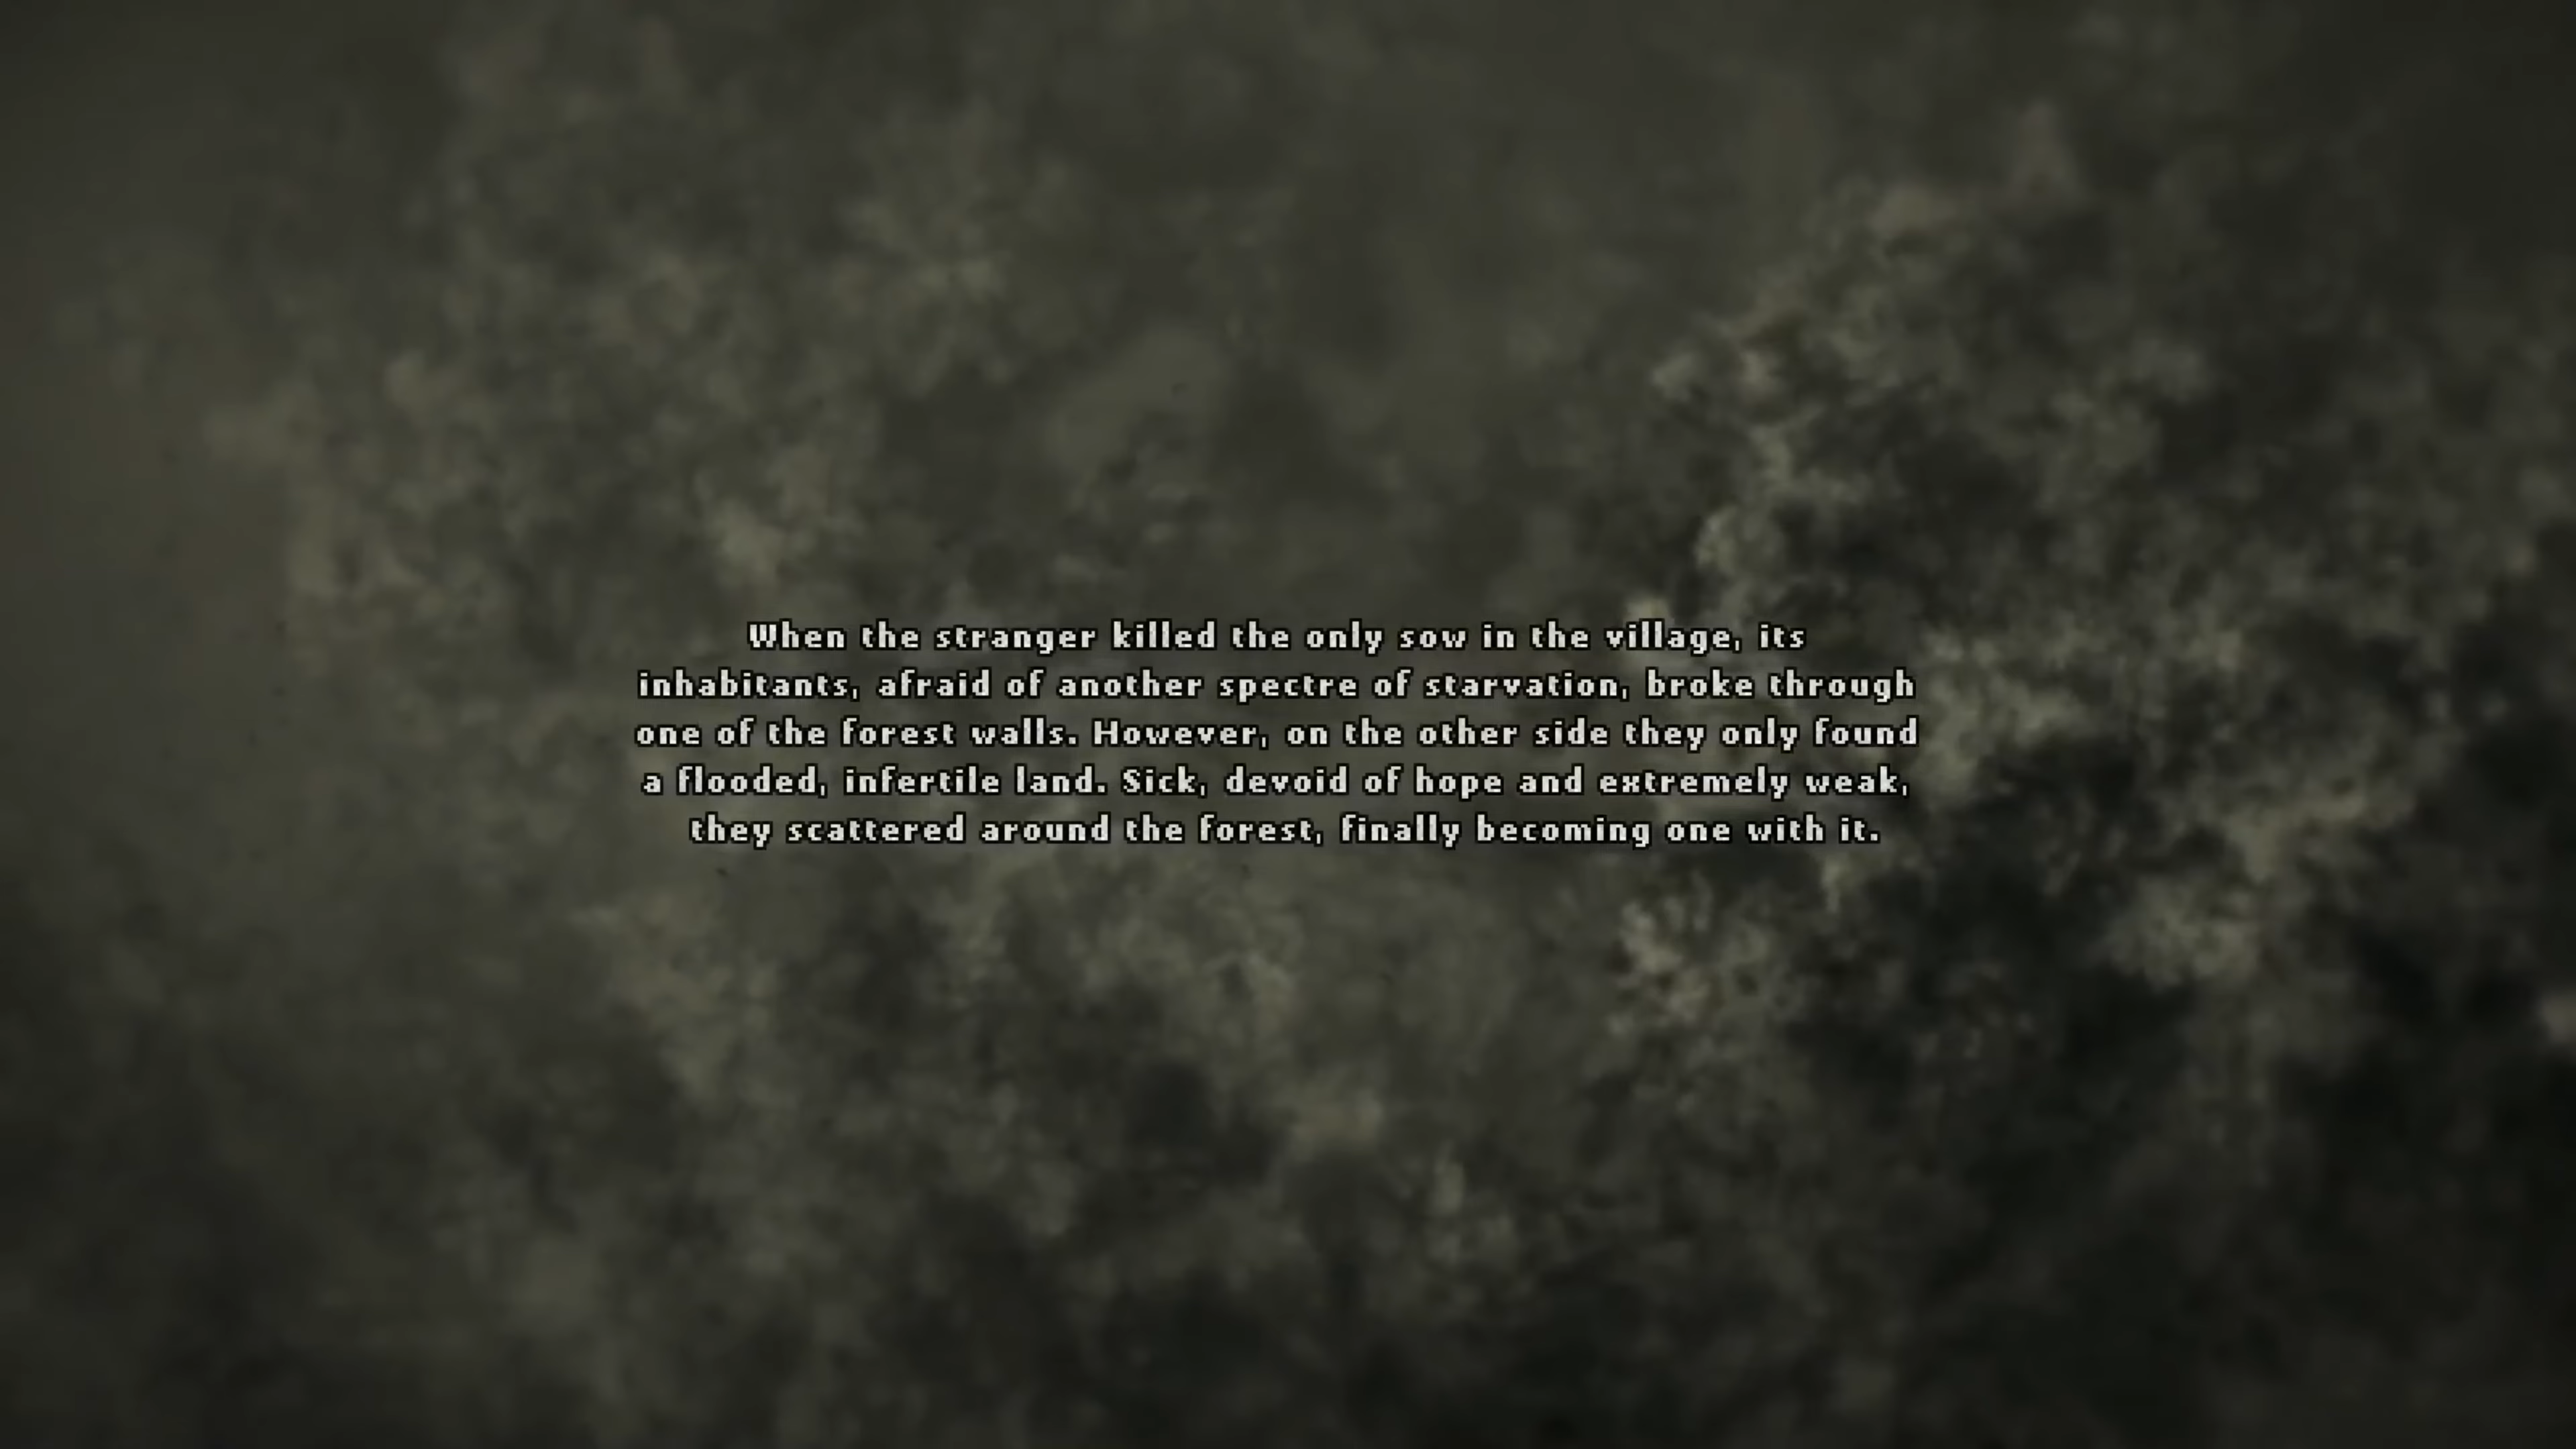 When the stranger killed the only sow in the village, its
inhabitants, afraid of another spectre of starvation, broke through
one of the forest walls. However, on the other side they only found
a flooded, infertile land. Sick, devoid of hope and extremely weak,
they scattered around the forest, finally becoming one with it.